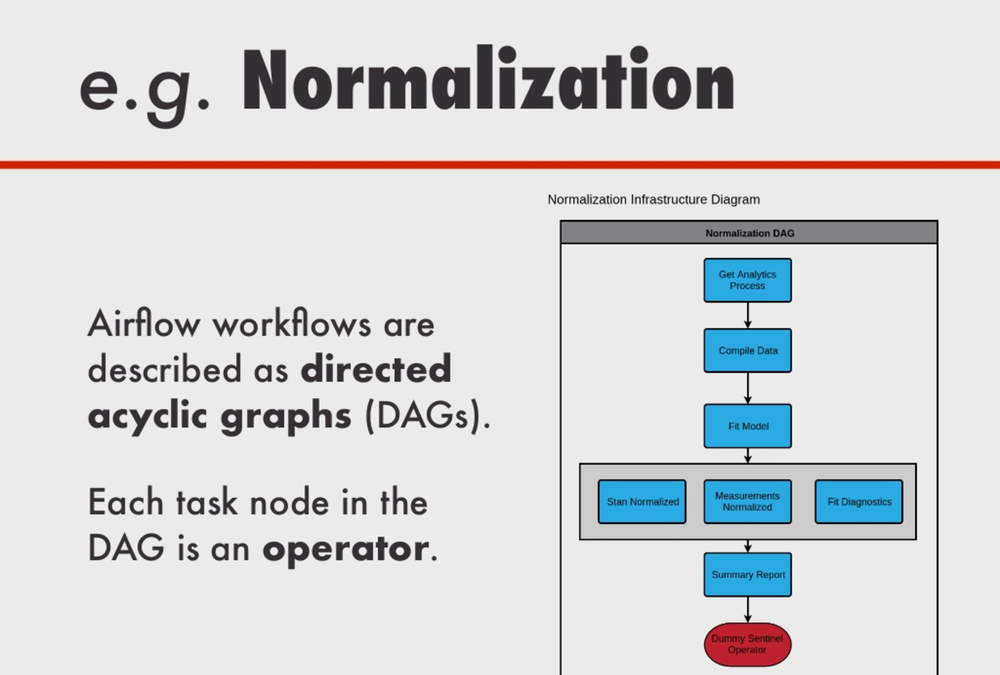 e.g. Normalization
Airflow workflows are
described as directed
acyclic graphs (DAGs).
Each task node in the
DAG is an operator.
Normalization Infrastructure Diagram
Normalization DAG
Get Analytics
Process
Compile Data
Fit Model
Stan Normalized
Measurements
Normalized
Fit Diagnostics
Summary Report
Dummy Sentinel
Operator